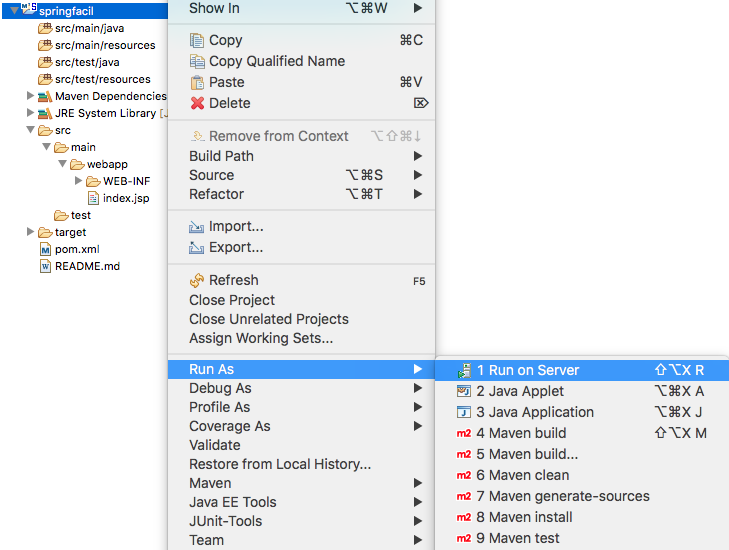 springfacil
src/main/java
src/main/resources
src/test/java
src/test/resources
Maven Dependencies
JRE System Library [J
src
main
webapp
WEB-INF
index.jsp
test
target
pom.xml
README.md
Show In ⌥⌘W
Copy ⌘C
Copy Qualified Name
Paste ⌘V
Delete ⌦
Remove from Context ⌥⇧⌘↓
Build Path
Source ⌥⌘S
Refactor ⌥⌘T
Import...
Export...
Refresh F5
Close Project
Close Unrelated Projects
Assign Working Sets...
Run As
Debug As
Profile As
Coverage As
Validate
Restore from Local History...
Maven
Java EE Tools
JUnit-Tools
Team
1 Run on Server ⇧⌥X R
2 Java Applet ⌥⌘X A
3 Java Application ⌥⌘X J
m2 4 Maven build ⇧⌥X M
m2 5 Maven build...
m2 6 Maven clean
m2 7 Maven generate-sources
m2 8 Maven install
m2 9 Maven test